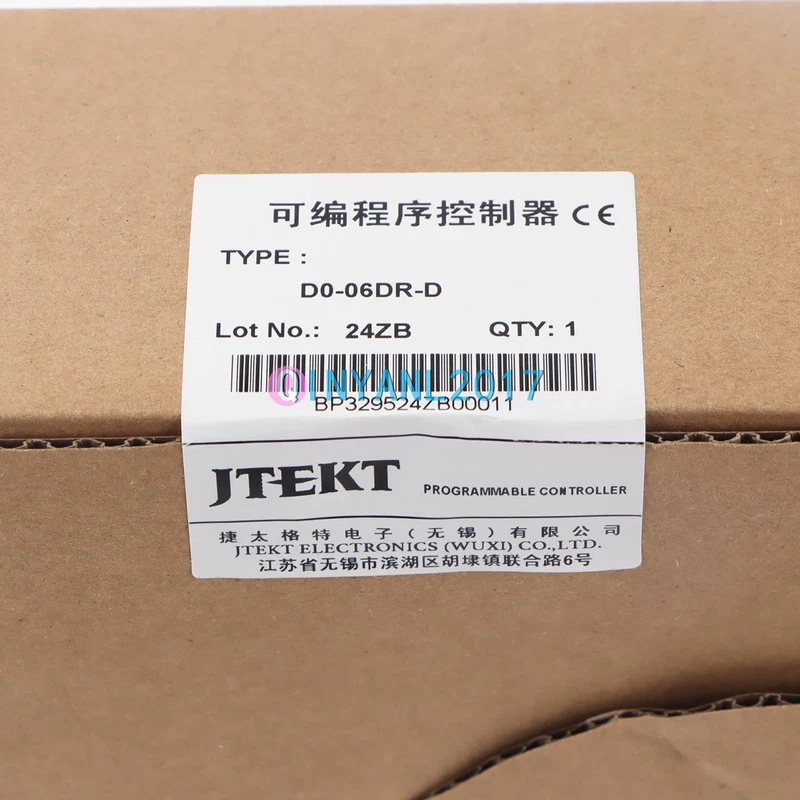 可编程序控制器 CE
TYPE :
D0-06DR-D
Lot No.: 24ZB QTY: 1
QINYANL2017
BP329524ZB00011
JTEKT PROGRAMMABLE CONTROLLER
捷太格特电子(无锡)有限公司
JTEKT ELECTRONICS (WUXI) CO.,LTD.
江苏省无锡市滨湖区胡埭镇联合路6号